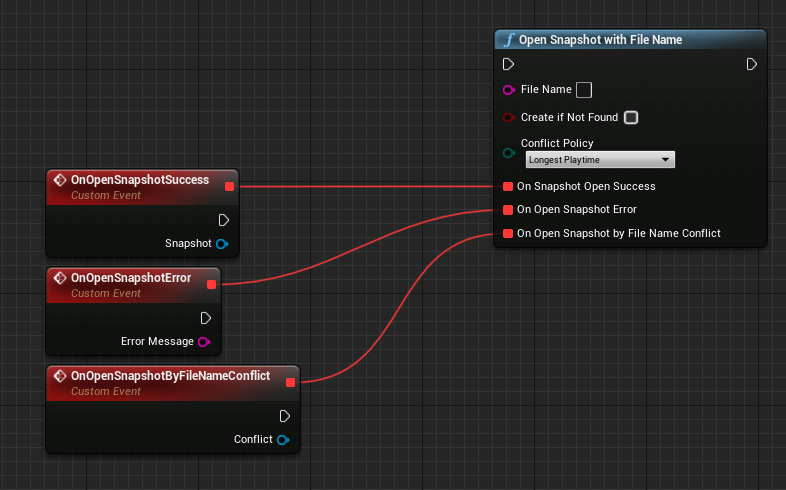 Open Snapshot with File Name
File Name
Create if Not Found
Conflict Policy
Longest Playtime
On Snapshot Open Success
On Open Snapshot Error
On Open Snapshot by File Name Conflict
OnOpenSnapshotSuccess
Custom Event
Snapshot
OnOpenSnapshotError
Custom Event
Error Message
OnOpenSnapshotByFileNameConflict
Custom Event
Conflict